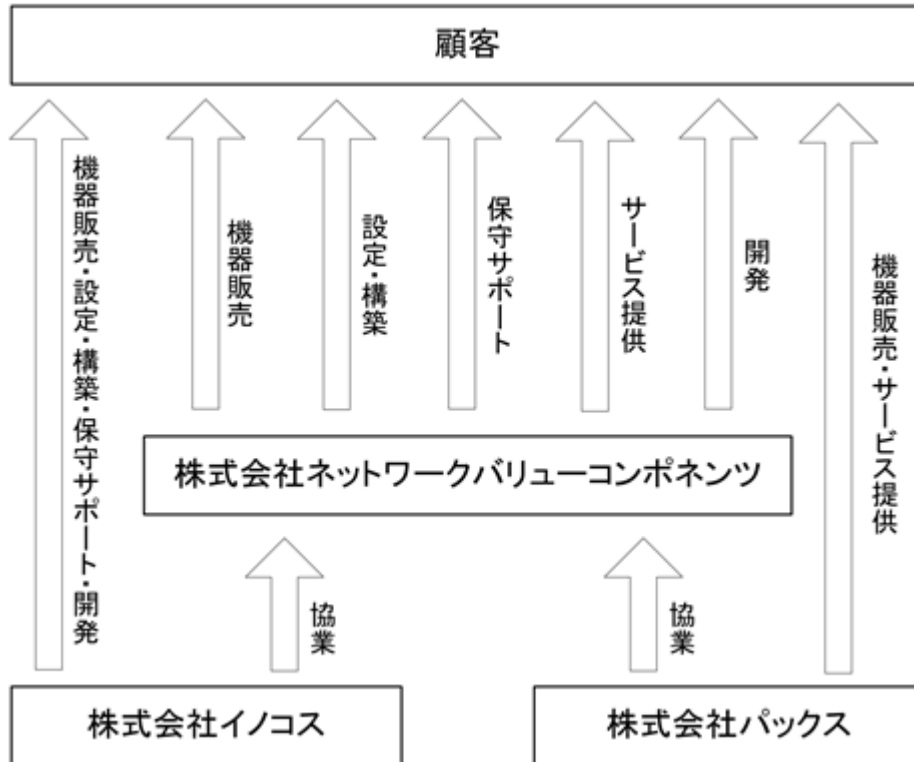 顧客
機器販売・設定・構築・保守サポート・開発
機器販売
設定・構築
保守サポート
サービス提供
開発
機器販売・サービス提供
株式会社ネットワークバリューコンポネンツ
協業
協業
株式会社イノコス
株式会社パックス